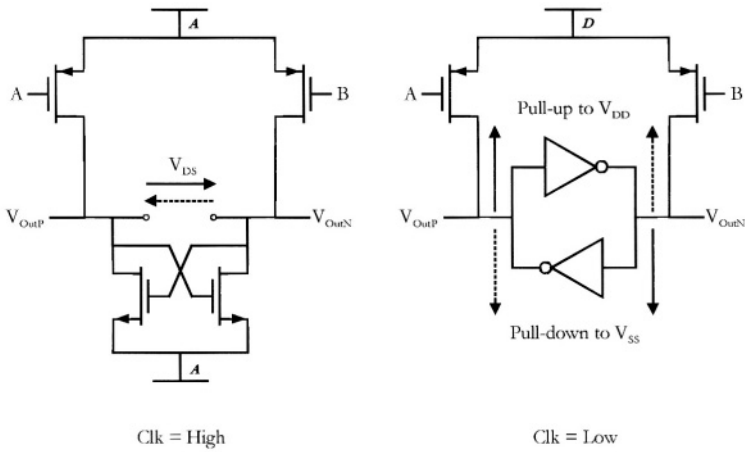 A
D
A
B
A
B
Pull-up to V_DD
V_DS
V_OutP
V_OutN
V_OutP
V_OutN
Pull-down to V_SS
A
Clk = High
Clk = Low